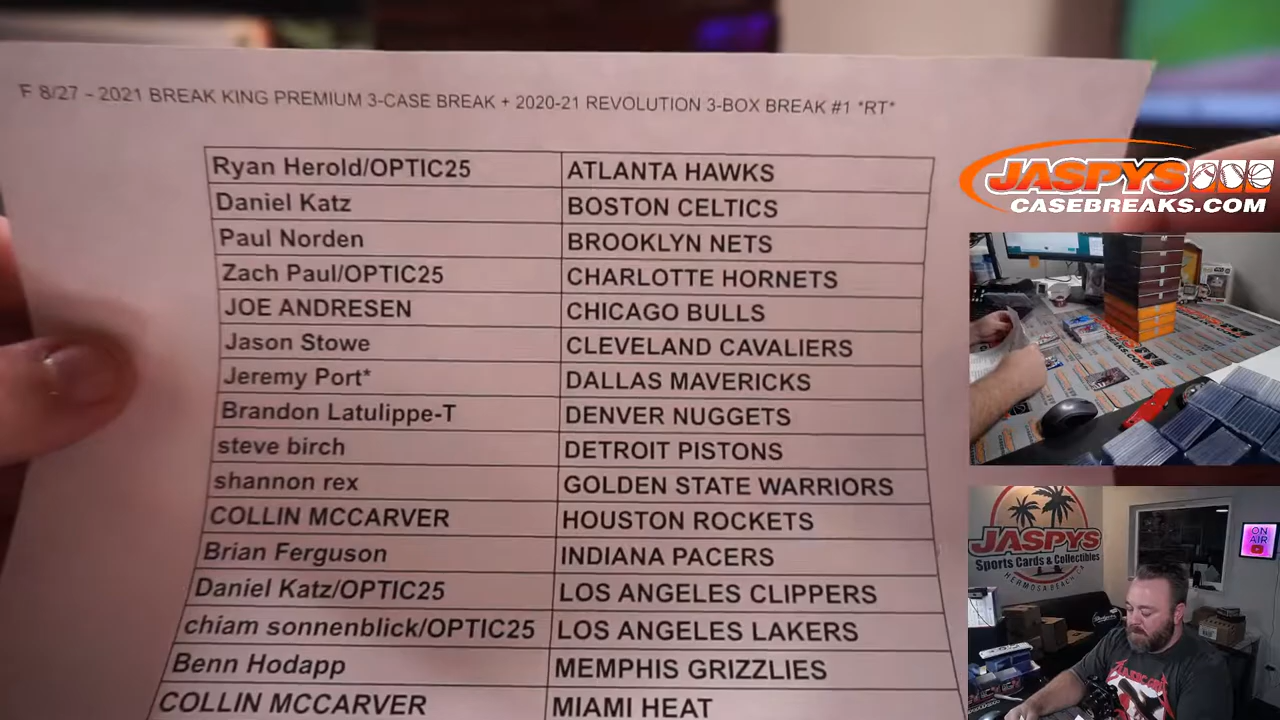 F 8/27 - 2021 BREAK KING PREMIUM 3-CASE BREAK + 2020-21 REVOLUTION 3-BOX BREAK #1 *RT*
Ryan Herold/OPTIC25 ATLANTA HAWKS
Daniel Katz BOSTON CELTICS
Paul Norden BROOKLYN NETS
Zach Paul/OPTIC25 CHARLOTTE HORNETS
JOE ANDRESEN CHICAGO BULLS
Jason Stowe CLEVELAND CAVALIERS
Jeremy Port* DALLAS MAVERICKS
Brandon Latulippe-T DENVER NUGGETS
steve birch DETROIT PISTONS
shannon rex GOLDEN STATE WARRIORS
COLLIN MCCARVER HOUSTON ROCKETS
Brian Ferguson INDIANA PACERS
Daniel Katz/OPTIC25 LOS ANGELES CLIPPERS
chiam sonnenblick/OPTIC25 LOS ANGELES LAKERS
Benn Hodapp MEMPHIS GRIZZLIES
COLLIN MCCARVER MIAMI HEAT
JASPYS
CASEBREAKS.COM
JASPYS
Sports Cards & Collectibles
HERMOSA BEACH CA
ON
AIR